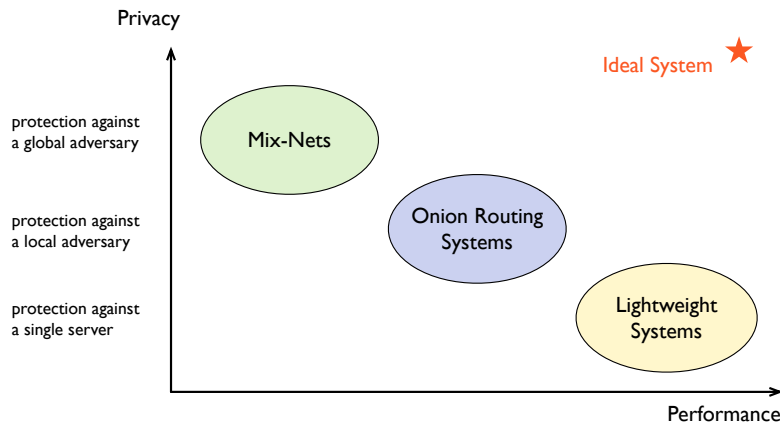 Privacy
Ideal System
protection against
a global adversary
Mix-Nets
protection against
a local adversary
Onion Routing
Systems
protection against
a single server
Lightweight
Systems
Performance